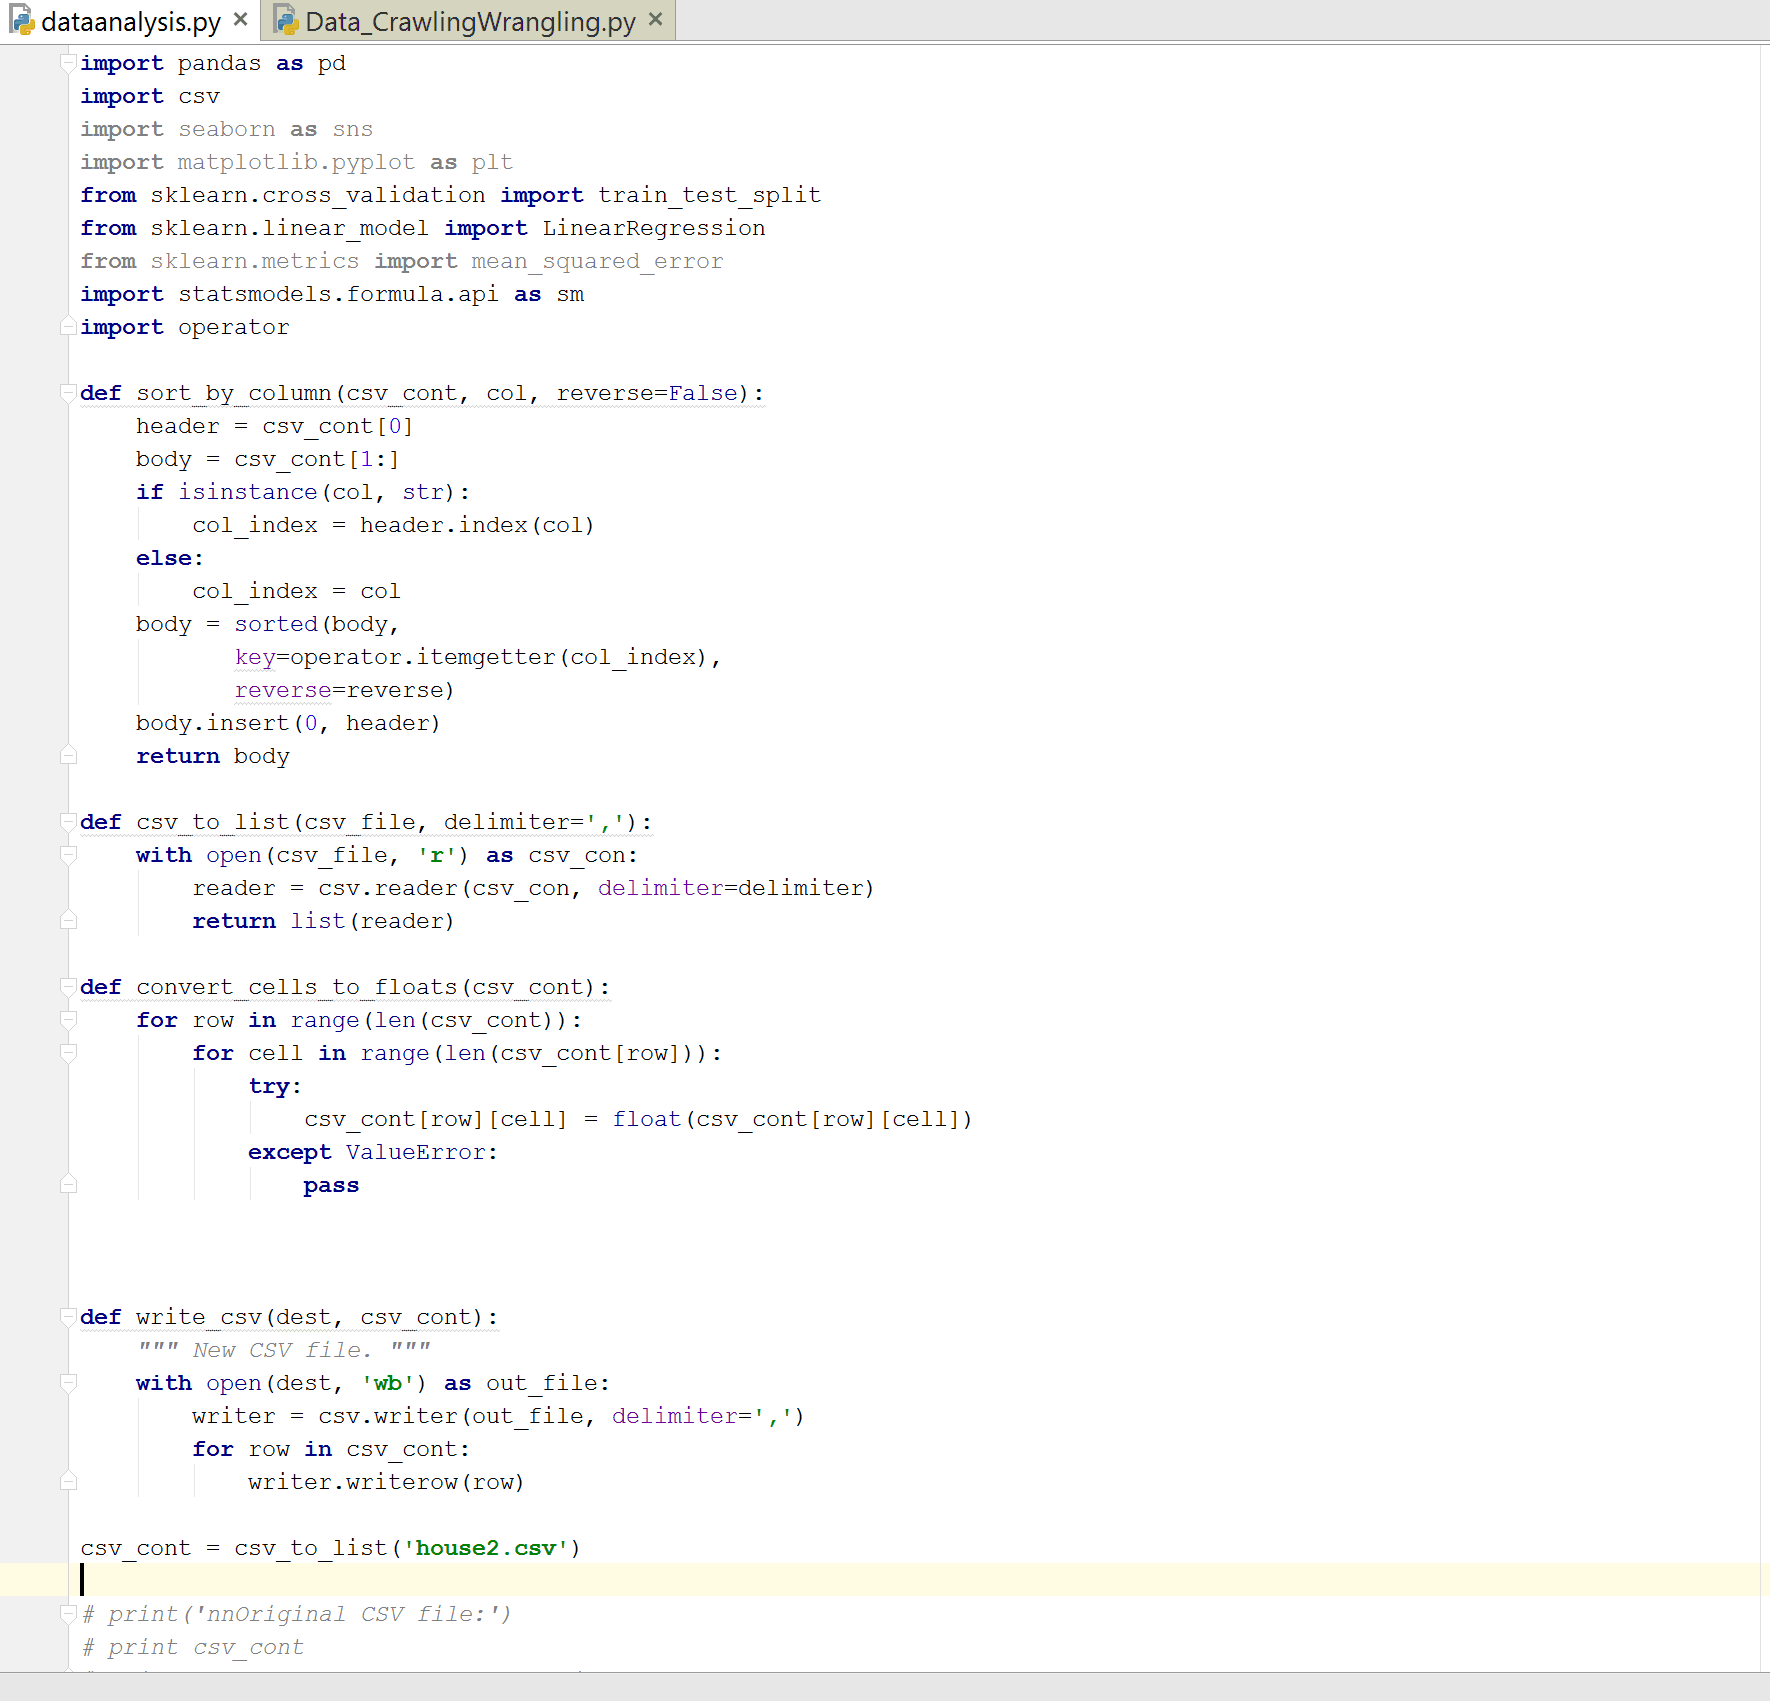 dataanalysis.py × Data_CrawlingWrangling.py ×
import pandas as pd
import csv
import seaborn as sns
import matplotlib.pyplot as plt
from sklearn.cross_validation import train_test_split
from sklearn.linear_model import LinearRegression
from sklearn.metrics import mean_squared_error
import statsmodels.formula.api as sm
import operator

def sort_by_column(csv_cont, col, reverse=False):
    header = csv_cont[0]
    body = csv_cont[1:]
    if isinstance(col, str):
        col_index = header.index(col)
    else:
        col_index = col
    body = sorted(body,
           key=operator.itemgetter(col_index),
           reverse=reverse)
    body.insert(0, header)
    return body

def csv_to_list(csv_file, delimiter=','):
    with open(csv_file, 'r') as csv_con:
        reader = csv.reader(csv_con, delimiter=delimiter)
        return list(reader)

def convert_cells_to_floats(csv_cont):
    for row in range(len(csv_cont)):
        for cell in range(len(csv_cont[row])):
            try:
                csv_cont[row][cell] = float(csv_cont[row][cell])
            except ValueError:
                pass

def write_csv(dest, csv_cont):
    """ New CSV file. """
    with open(dest, 'wb') as out_file:
        writer = csv.writer(out_file, delimiter=',')
        for row in csv_cont:
            writer.writerow(row)

csv_cont = csv_to_list('house2.csv')

# print('nnOriginal CSV file:')
# print csv_cont